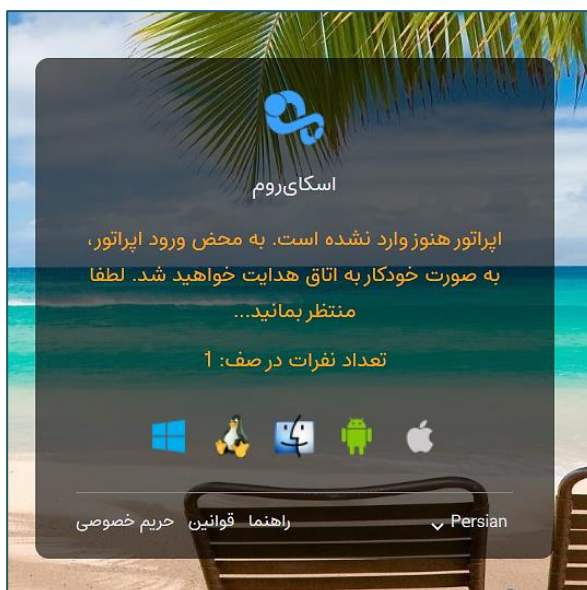 اسکای‌روم
اپراتور هنوز وارد نشده است. به محض ورود اپراتور،
به صورت خودکار به اتاق هدایت خواهید شد. لطفا
منتظر بمانید...
تعداد نفرات در صف: 1
راهنما قوانین حریم خصوصی
Persian